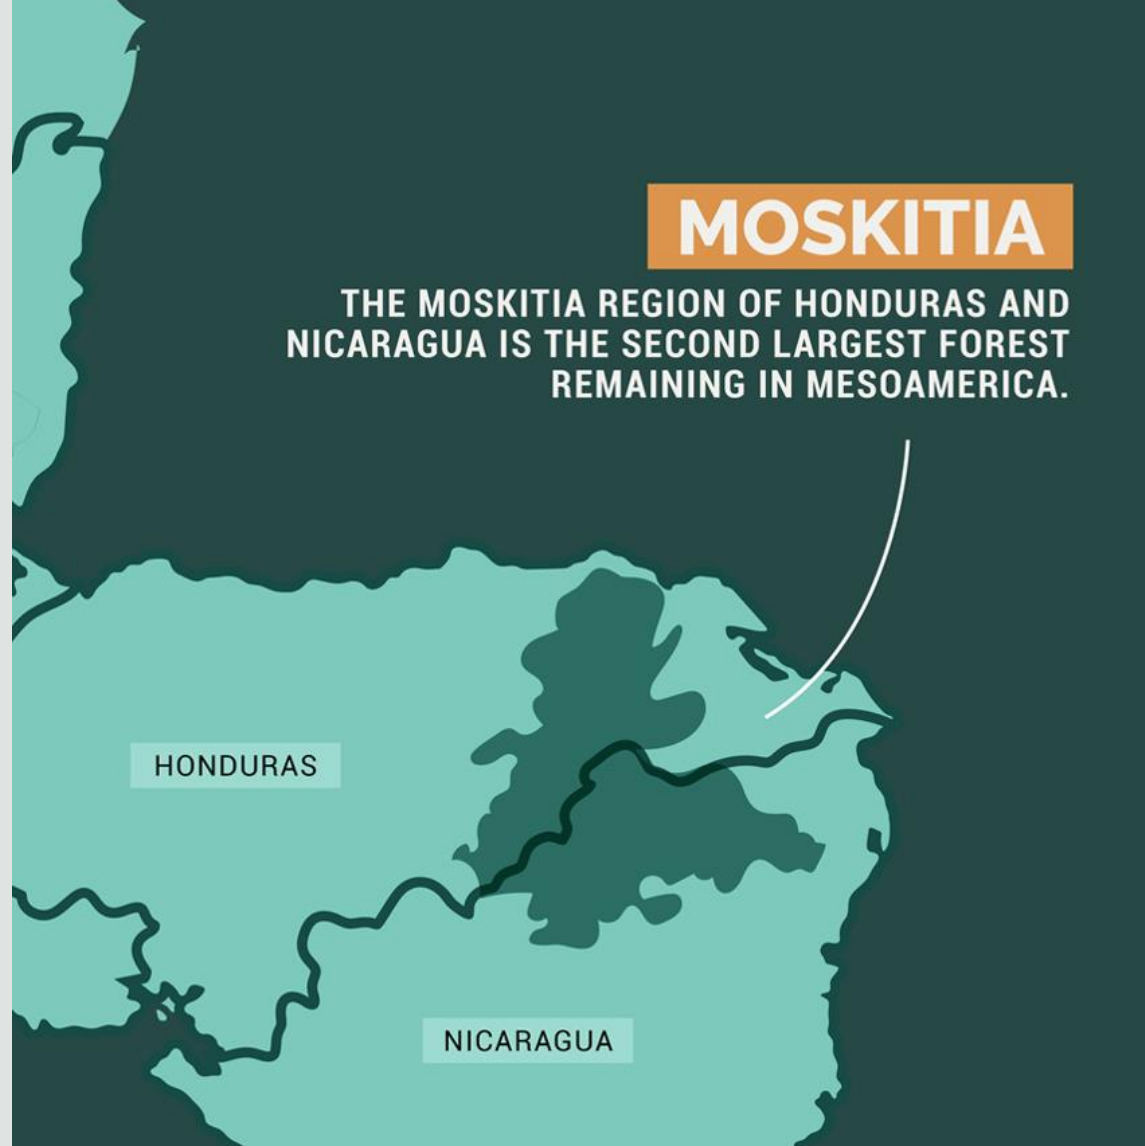 MOSKITIA
THE MOSKITIA REGION OF HONDURAS AND
NICARAGUA IS THE SECOND LARGEST FOREST
REMAINING IN MESOAMERICA.
HONDURAS
NICARAGUA